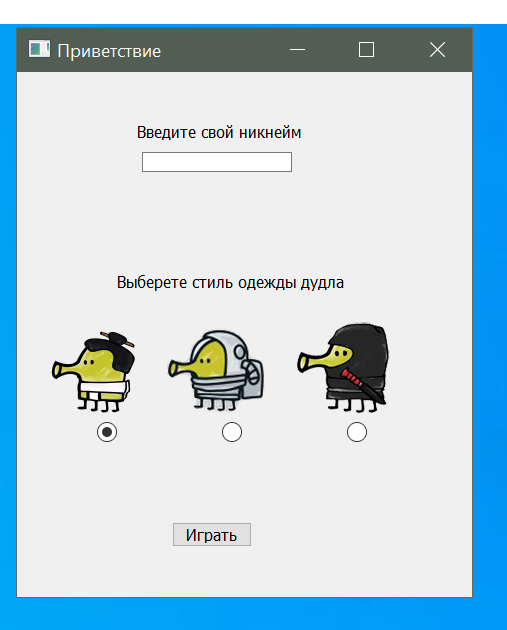 Приветствие
Введите свой никнейм
Выберете стиль одежды дудла
Играть